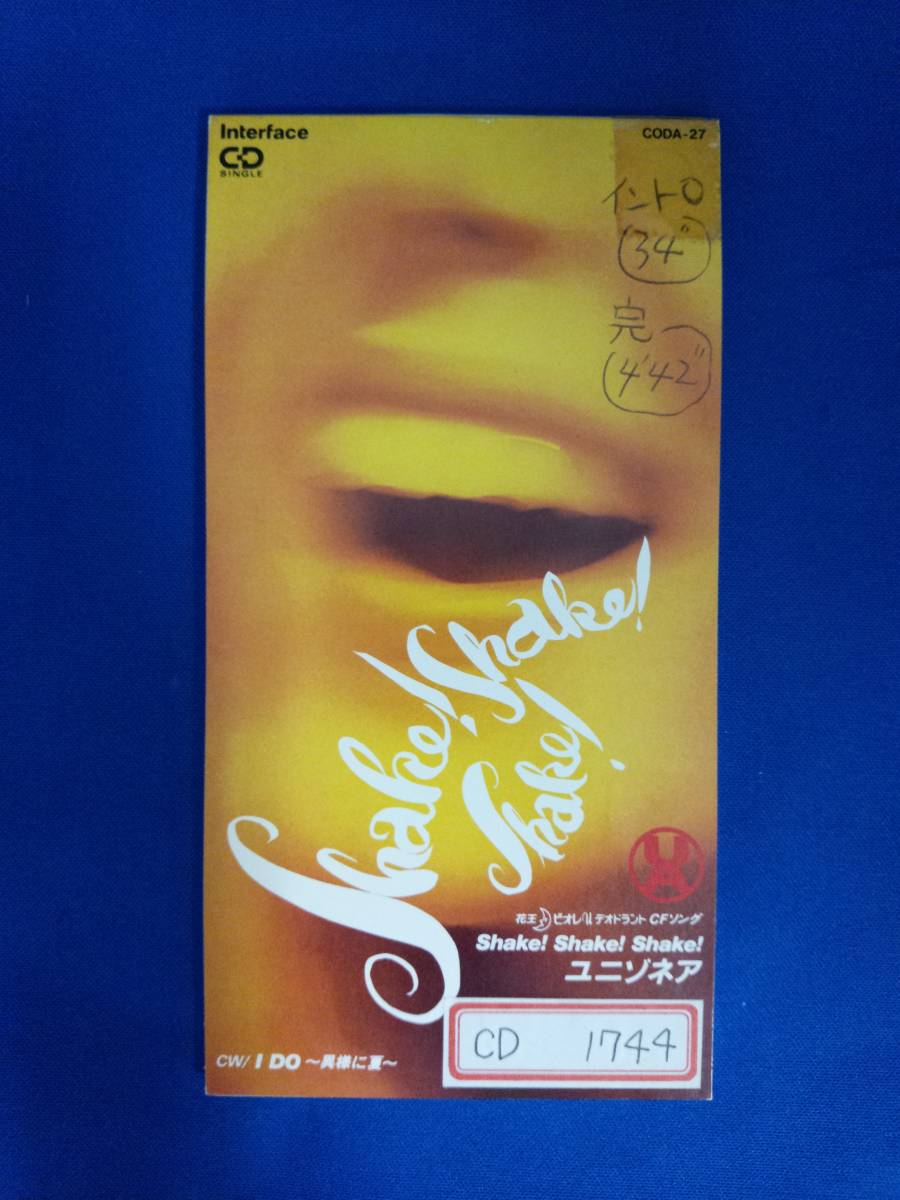 Interface
CD
SINGLE
CODA-27
イントロ
34"
完
4'42"
Shake! Shake!
Shake!
花王 ビオレu デオドラント CFソング
Shake! Shake! Shake!
ユニゾネア
CD 1744
CW/ I DO 〜異様に夏〜